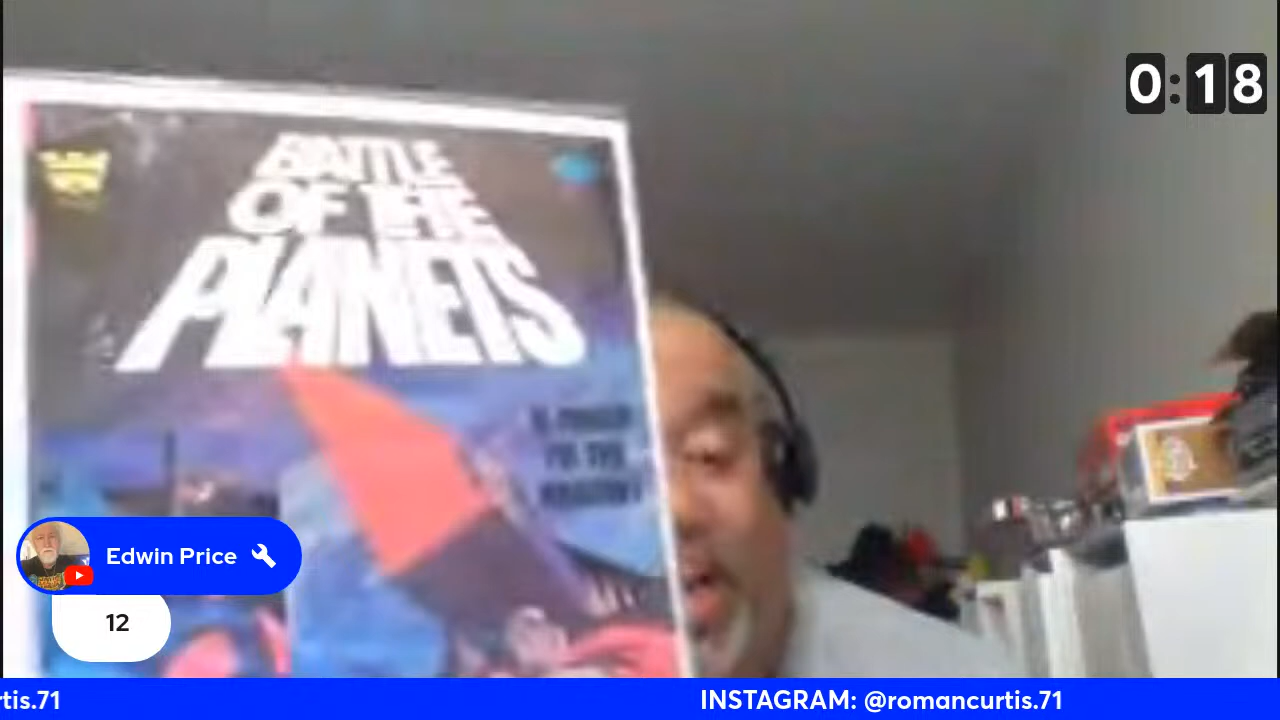 0:18
BATTLE
OF THE
PLANETS
Edwin Price
12
rtis.71
INSTAGRAM: @romancurtis.71